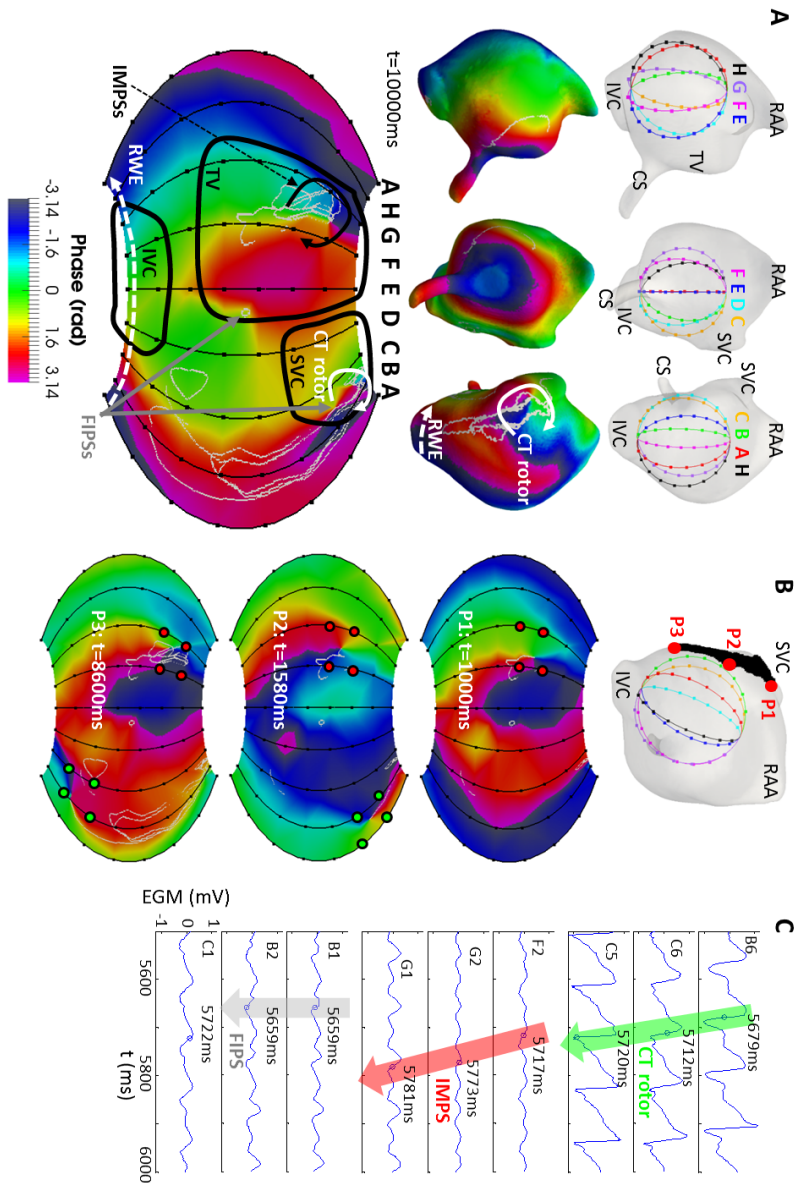 A
RAA
H G F E
IVC
TV
CS
RAA
F E D C
SVC
IVC
CS
RAA
SVC
C B A H
CS
IVC
CT rotor
RWE
t=10000ms
A H G F E D C B A
IMPSs
TV
SVC
CT rotor
IVC
RWE
FIPSs
-3.14 -1.6 0 1.6 3.14
Phase (rad)
B
SVC
RAA
P1
P2
P3
IVC
P1: t=1000ms
P2: t=1580ms
P3: t=8600ms
C
B6
5679ms
C6
5712ms
C5
5720ms
CT rotor
F2
5717ms
G2
5773ms
G1
5781ms
IMPS
B1
5659ms
B2
5659ms
C1
5722ms
FIPS
EGM (mV)
1
0
-1
5600 5800 6000
t (ms)